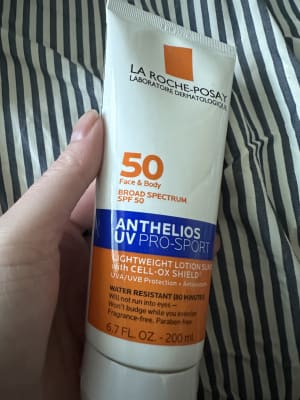 LA ROCHE-POSAY
LABORATOIRE DERMATOLOGIQUE
50
Face & Body
BROAD SPECTRUM
SPF 50
ANTHELIOS
UV PRO-SPORT
LIGHTWEIGHT LOTION
with CELL-OX SHIELD
UVA/UVB Protection + Antioxidants
WATER RESISTANT (80 MINUTES)
Will not run into eyes –
Won't budge while you exercise
Fragrance-free. Paraben-free
6.7 FL. OZ. - 200 ml